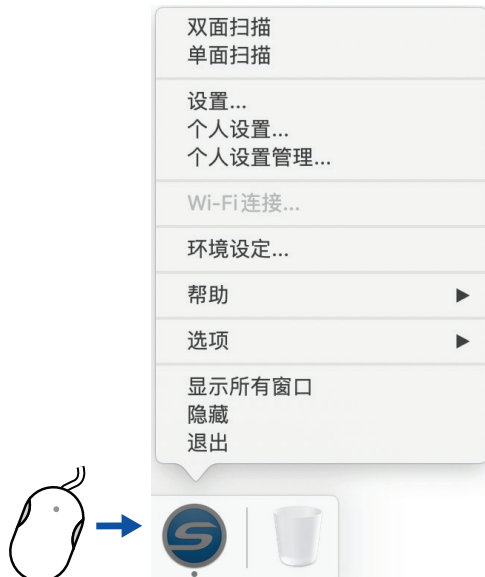 双面扫描
单面扫描
设置...
个人设置...
个人设置管理...
Wi-Fi连接...
环境设定...
帮助
选项
显示所有窗口
隐藏
退出
S